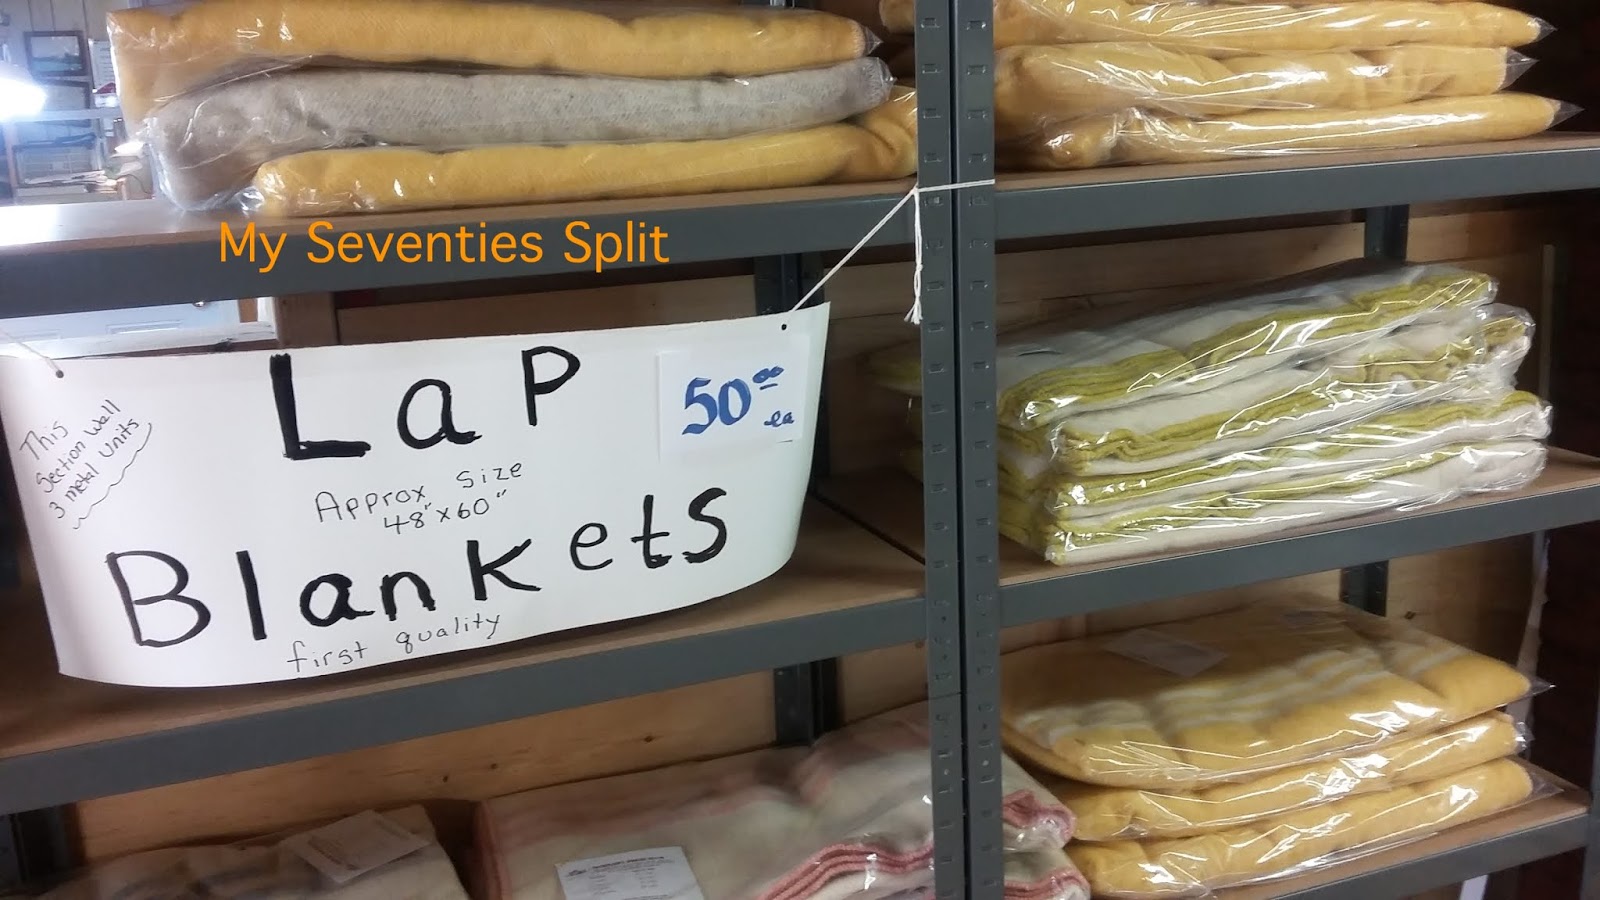 My Seventies Split
This
Section Wall
3 metal Units
Lap
50.00
ea
Approx Size
48"x60"
Blankets
first quality